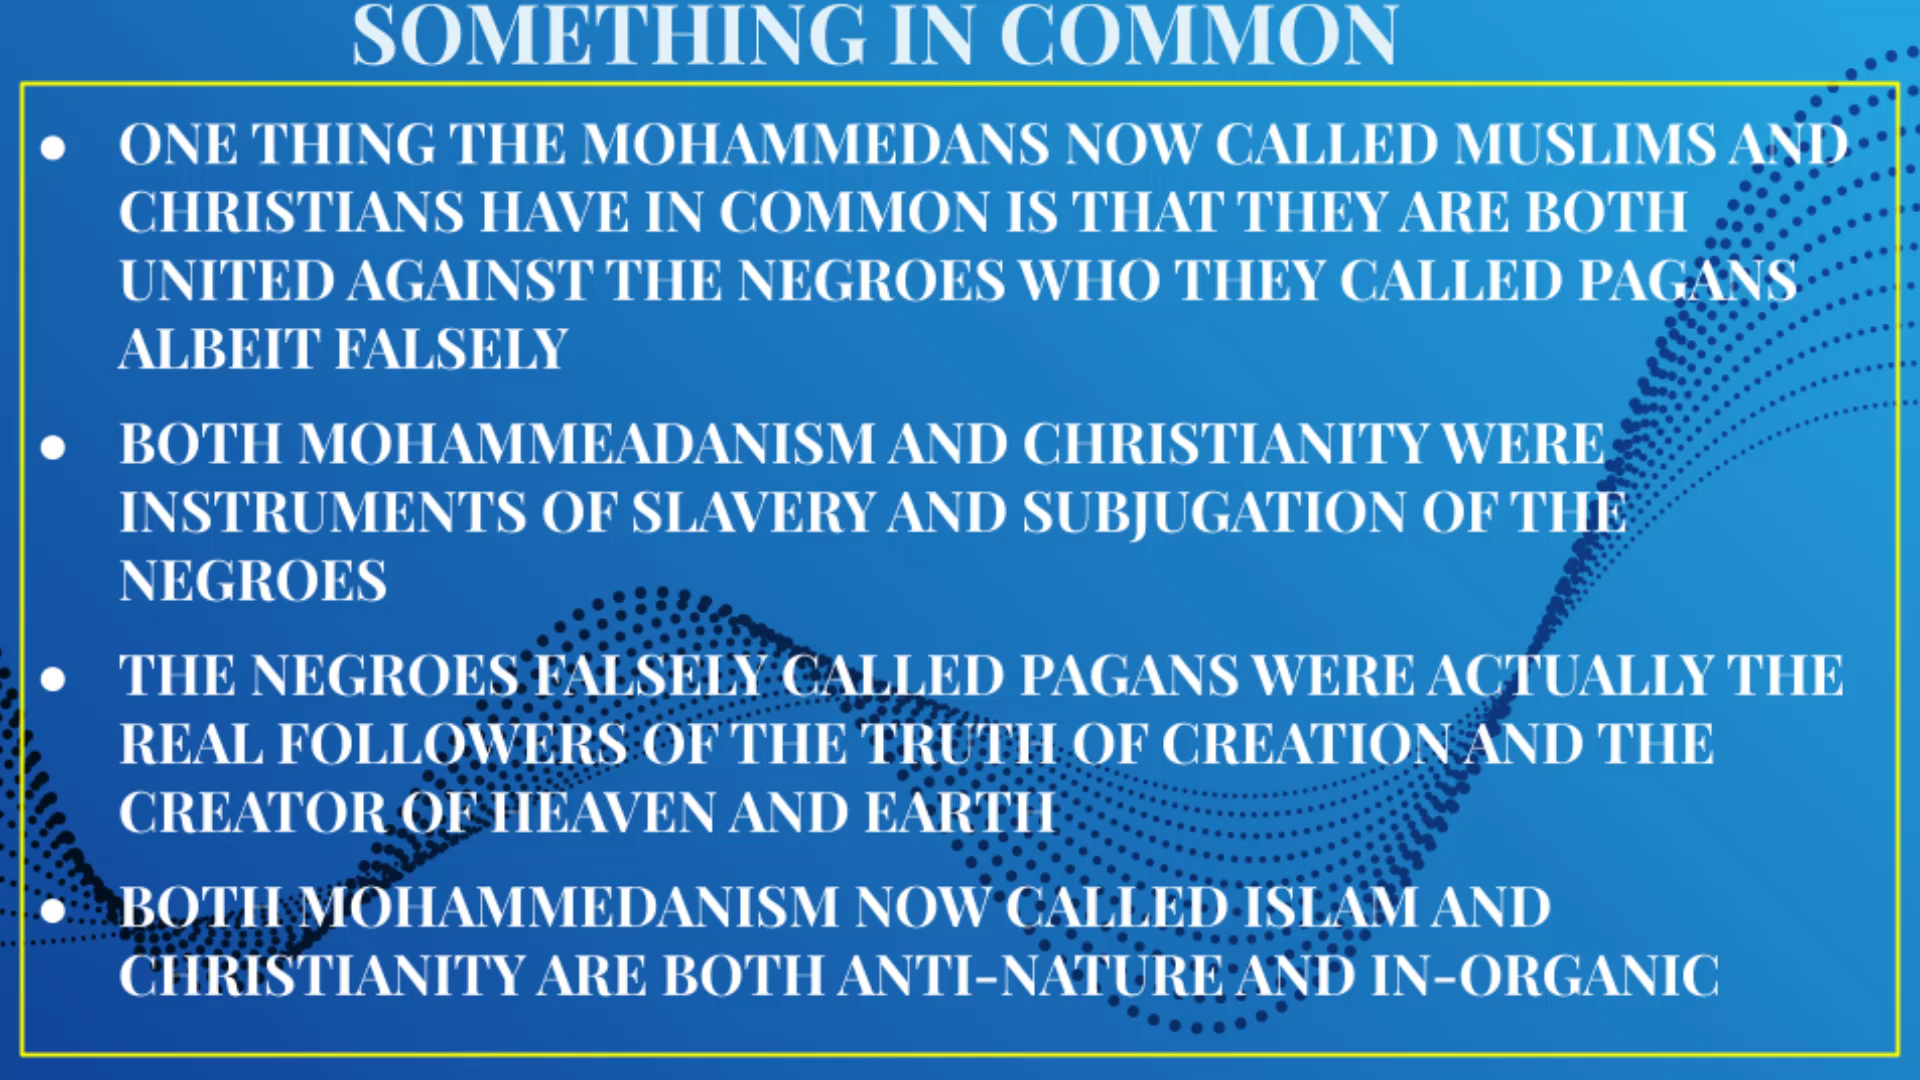 SOMETHING IN COMMON
● ONE THING THE MOHAMMEDANS NOW CALLED MUSLIMS AND
CHRISTIANS HAVE IN COMMON IS THAT THEY ARE BOTH
UNITED AGAINST THE NEGROES WHO THEY CALLED PAGANS
ALBEIT FALSELY
● BOTH MOHAMMEADANISM AND CHRISTIANITY WERE
INSTRUMENTS OF SLAVERY AND SUBJUGATION OF THE
NEGROES
● THE NEGROES FALSELY CALLED PAGANS WERE ACTUALLY THE
REAL FOLLOWERS OF THE TRUTH OF CREATION AND THE
CREATOR OF HEAVEN AND EARTH
● BOTH MOHAMMEDANISM NOW CALLED ISLAM AND
CHRISTIANITY ARE BOTH ANTI-NATURE AND IN-ORGANIC